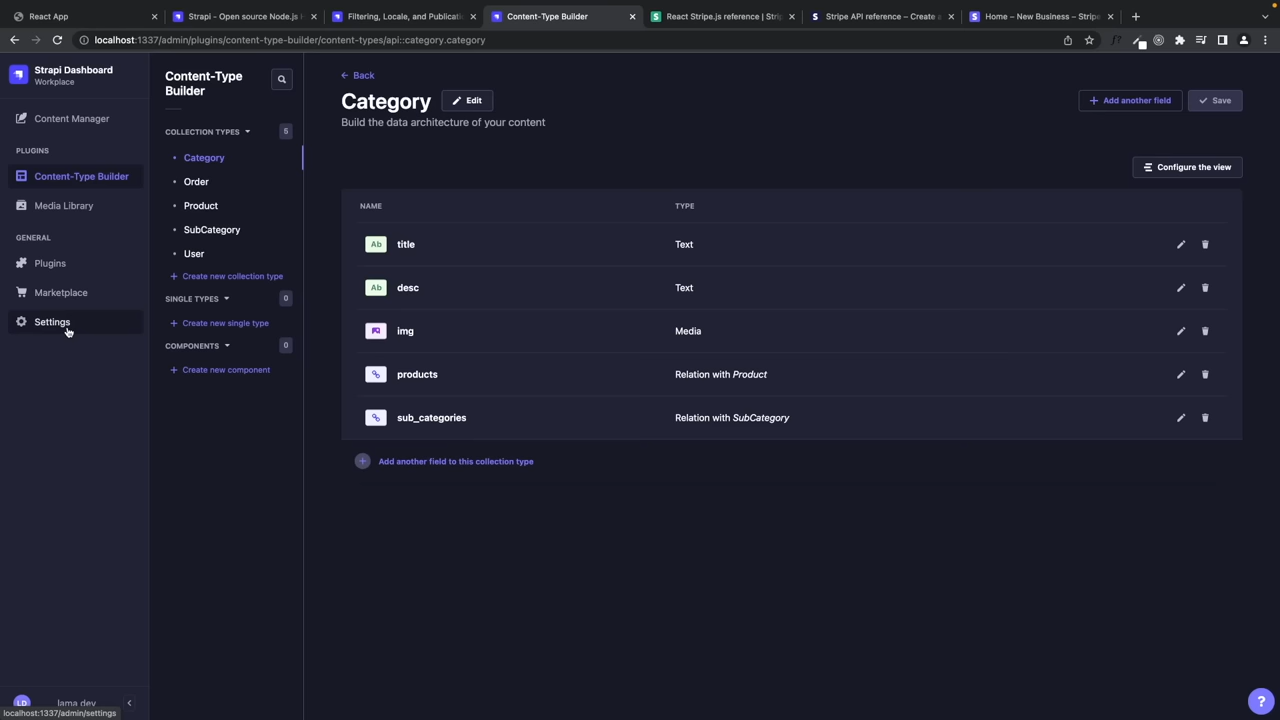 React App
Strapi - Open source Node.js H
Filtering, Locale, and Publicati
Content-Type Builder
React Stripe.js reference | Strip
Stripe API reference – Create a
Home – New Business – Stripe
localhost:1337/admin/plugins/content-type-builder/content-types/api::category.category
f?
Strapi Dashboard
Workplace
Content Manager
PLUGINS
Content-Type Builder
Media Library
GENERAL
Plugins
Marketplace
Settings
LD
lama dev
localhost:1337/admin/settings
Content-Type
Builder
COLLECTION TYPES 5
Category
Order
Product
SubCategory
User
Create new collection type
SINGLE TYPES 0
Create new single type
COMPONENTS 0
Create new component
Back
Category
Edit
Add another field
Save
Build the data architecture of your content
Configure the view
NAME TYPE
Ab title Text
Ab desc Text
img Media
products Relation with Product
sub_categories Relation with SubCategory
Add another field to this collection type
?